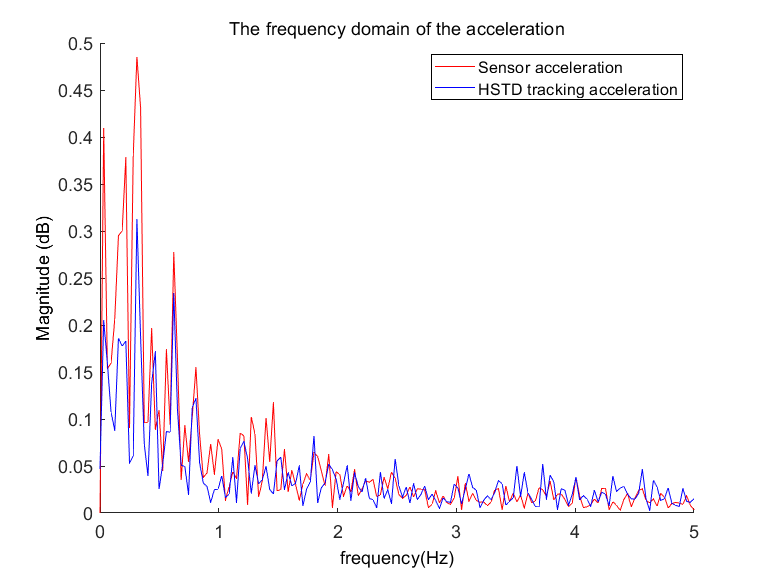 The frequency domain of the acceleration
Sensor acceleration
HSTD tracking acceleration
Magnitude (dB)
0.5
0.45
0.4
0.35
0.3
0.25
0.2
0.15
0.1
0.05
0
0 1 2 3 4 5
frequency(Hz)